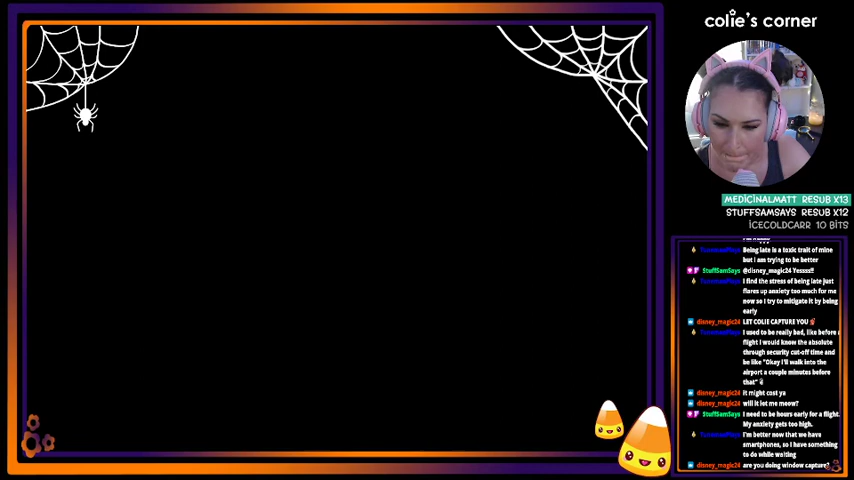 colie's corner
MEDICINALMATT RESUB X13
STUFFSAMSAYS RESUB X12
ICECOLDCARR 10 BITS
Being late is a toxic trait of mine
but I am trying to be better
StuffSamSays @disney_magic24 Yessss!!
I find the stress of being late just
flares up anxiety too much for me
now so I try to mitigate it by being
early
disney_magic24 LET COLIE CAPTURE YOU
I used to be really bad, like before a
flight I would know the absolute
through security cut-off time and
be like "Okay I'll walk into the
airport a couple minutes before
that"
disney_magic24 it might cost ya
disney_magic24 will it let me meow?
StuffSamSays I need to be hours early for a flight.
My anxiety gets too high.
I'm better now that we have
smartphones, so I have something
to do while waiting
disney_magic24 are you doing window capture?